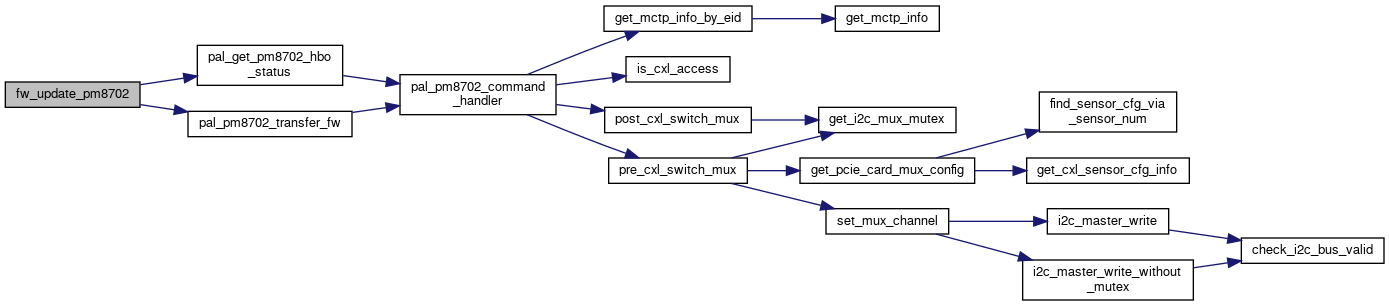 fw_update_pm8702
pal_get_pm8702_hbo
_status
pal_pm8702_transfer_fw
pal_pm8702_command
_handler
get_mctp_info_by_eid
get_mctp_info
is_cxl_access
post_cxl_switch_mux
get_i2c_mux_mutex
pre_cxl_switch_mux
get_pcie_card_mux_config
find_sensor_cfg_via
_sensor_num
get_cxl_sensor_cfg_info
set_mux_channel
i2c_master_write
i2c_master_write_without
_mutex
check_i2c_bus_valid